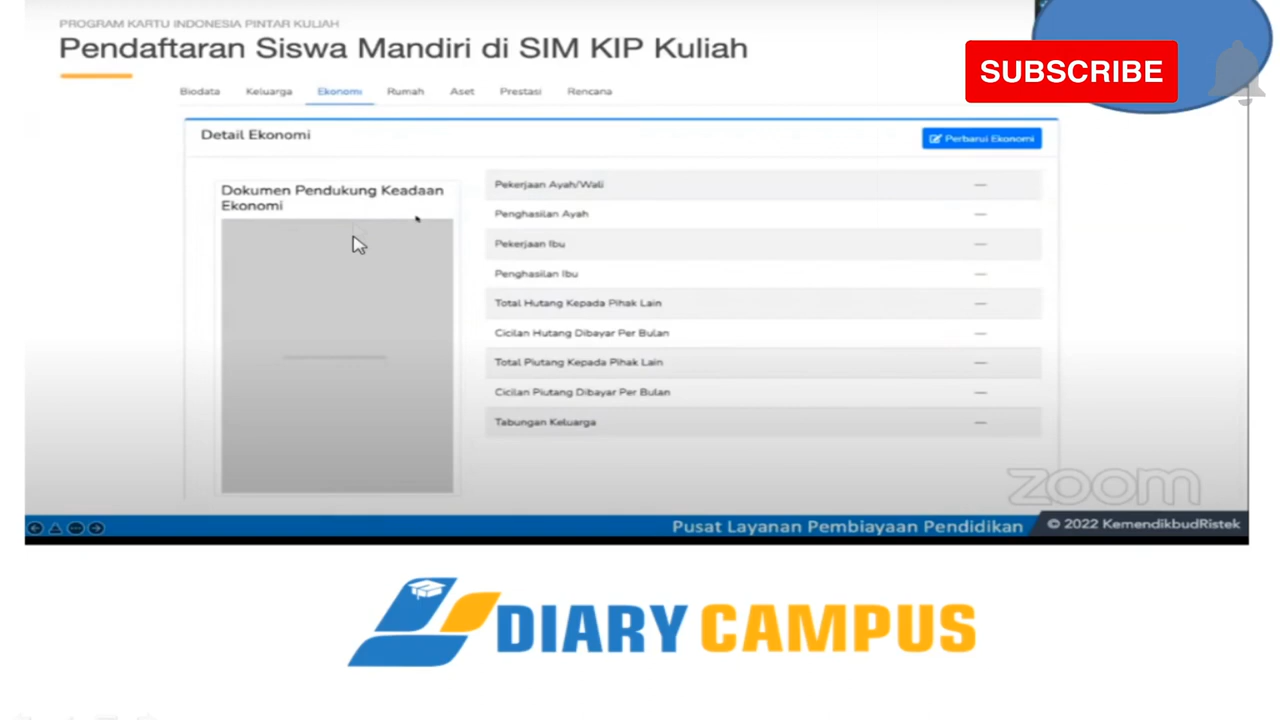 PROGRAM KARTU INDONESIA PINTAR KULIAH
Pendaftaran Siswa Mandiri di SIM KIP Kuliah
SUBSCRIBE
Biodata Keluarga Ekonomi Rumah Aset Prestasi Rencana
Detail Ekonomi
Perbarui Ekonomi
Dokumen Pendukung Keadaan
Ekonomi
Pekerjaan Ayah/Wali —
Penghasilan Ayah —
Pekerjaan Ibu —
Penghasilan Ibu —
Total Hutang Kepada Pihak Lain —
Cicilan Hutang Dibayar Per Bulan —
Total Piutang Kepada Pihak Lain —
Cicilan Piutang Dibayar Per Bulan —
Tabungan Keluarga —
zoom
Pusat Layanan Pembiayaan Pendidikan
© 2022 KemendikbudRistek
DIARY CAMPUS